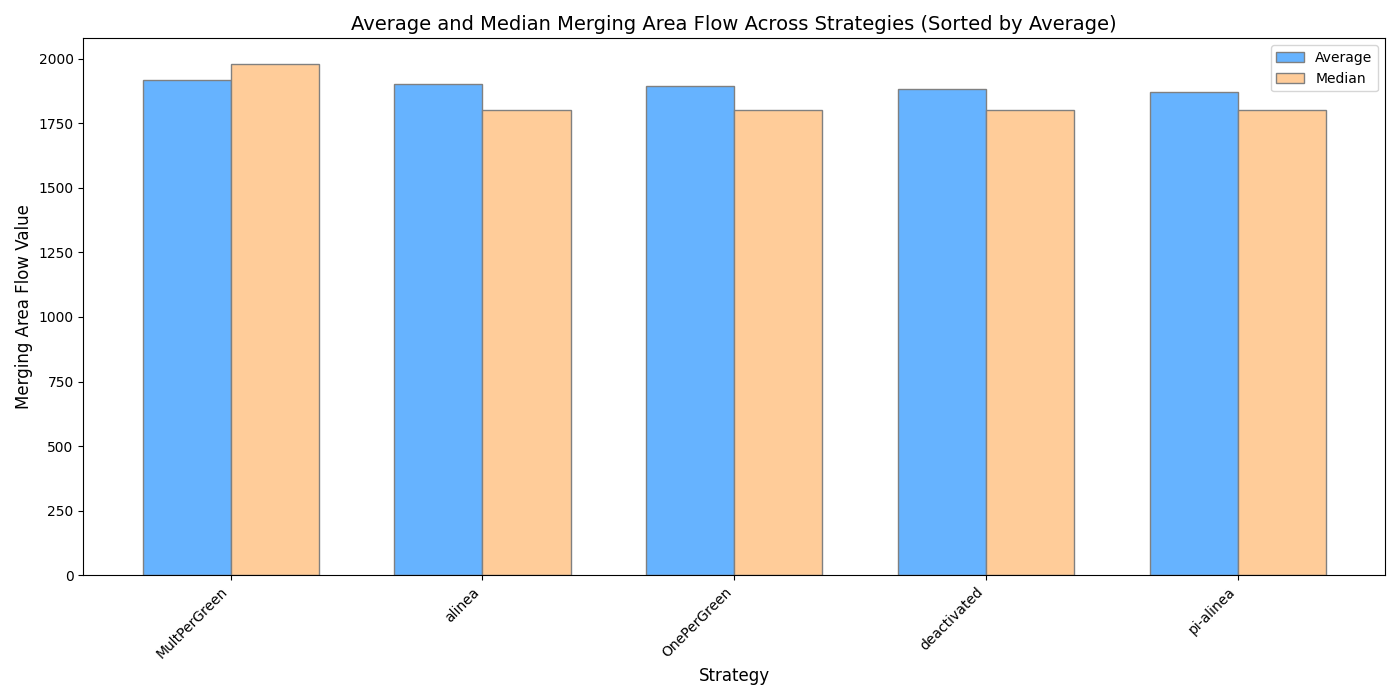 Average and Median Merging Area Flow Across Strategies (Sorted by Average)
Average
Median
Merging Area Flow Value
2000
1750
1500
1250
1000
750
500
250
0
MultPerGreen
alinea
OnePerGreen
deactivated
pi-alinea
Strategy